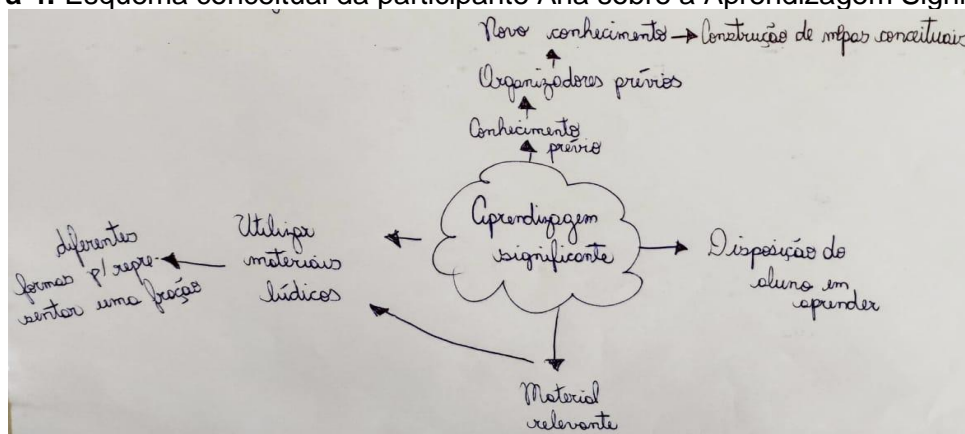 4. Esquema conceitual da participante Ana sobre a Aprendizagem
Novo conhecimento → Construção de mapas conceituais
Organizadores prévios
Conhecimento
prévio
Aprendizagem
significante
Utilizar
materiais
lúdicos
diferentes
formas p/ repre-
sentar uma fração
Disposição do
aluno em
aprender
Material
relevante